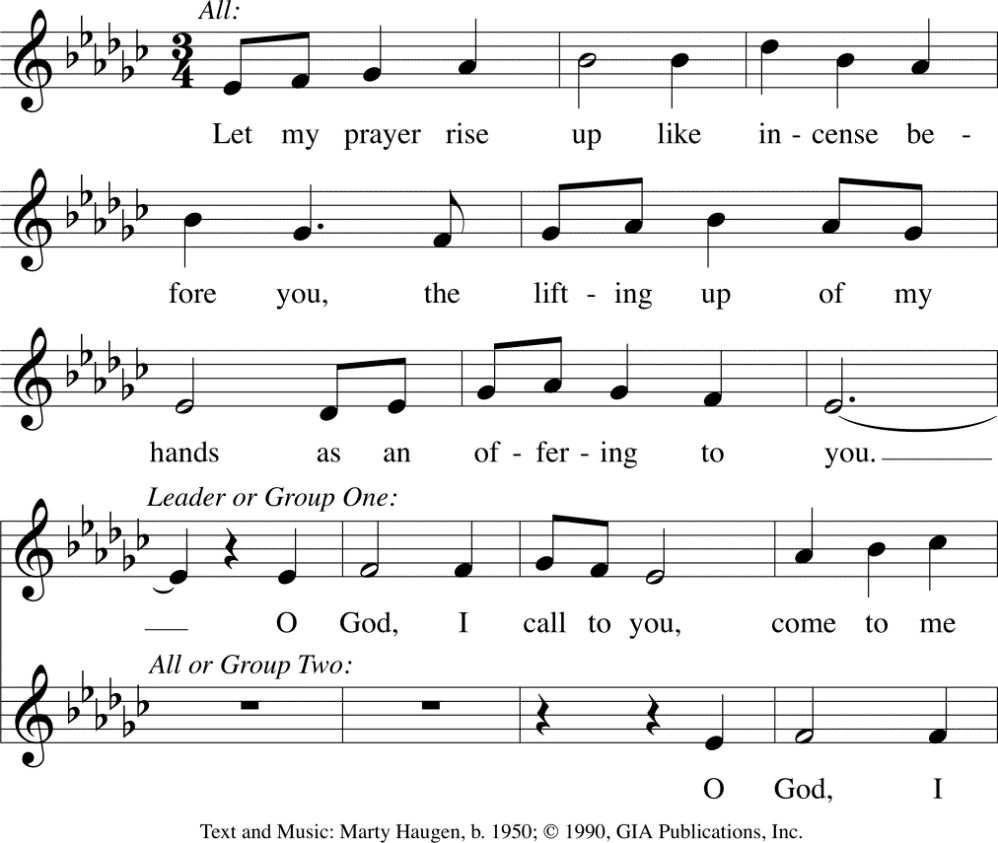 All:
3
4
Let my prayer rise up like in - cense be -
fore you, the lift - ing up of my
hands as an of - fer - ing to you.
Leader or Group One:
O God, I call to you, come to me
All or Group Two:
O God, I
Text and Music: Marty Haugen, b. 1950; © 1990, GIA Publications, Inc.